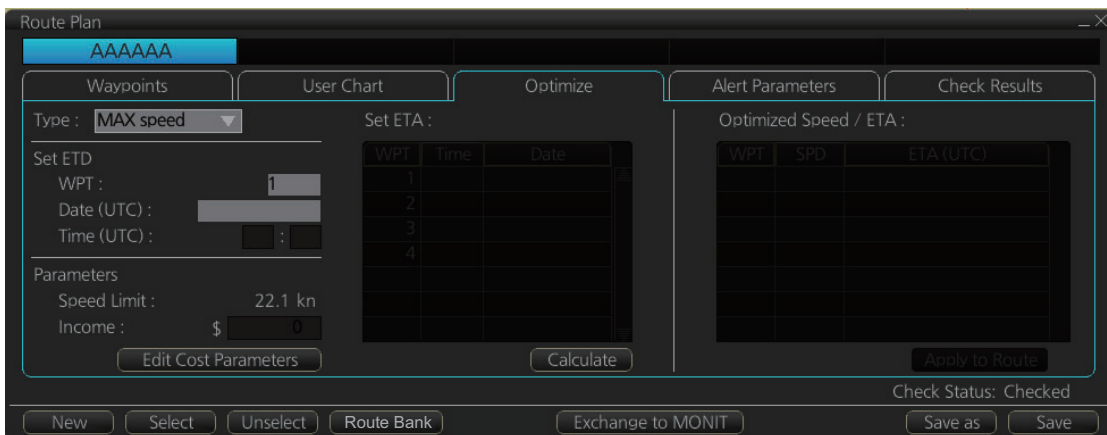 Route Plan
AAAAAA
Waypoints User Chart Optimize Alert Parameters Check Results
Type : MAX speed Set ETA : Optimized Speed / ETA :
Set ETD WPT Time Date WPT SPD ETA (UTC)
WPT : 1 1
Date (UTC) : 2
Time (UTC) : : 3
4
Parameters
Speed Limit : 22.1 kn
Income : $ 0
Edit Cost Parameters Calculate Apply to Route
Check Status: Checked
New Select Unselect Route Bank Exchange to MONIT Save as Save